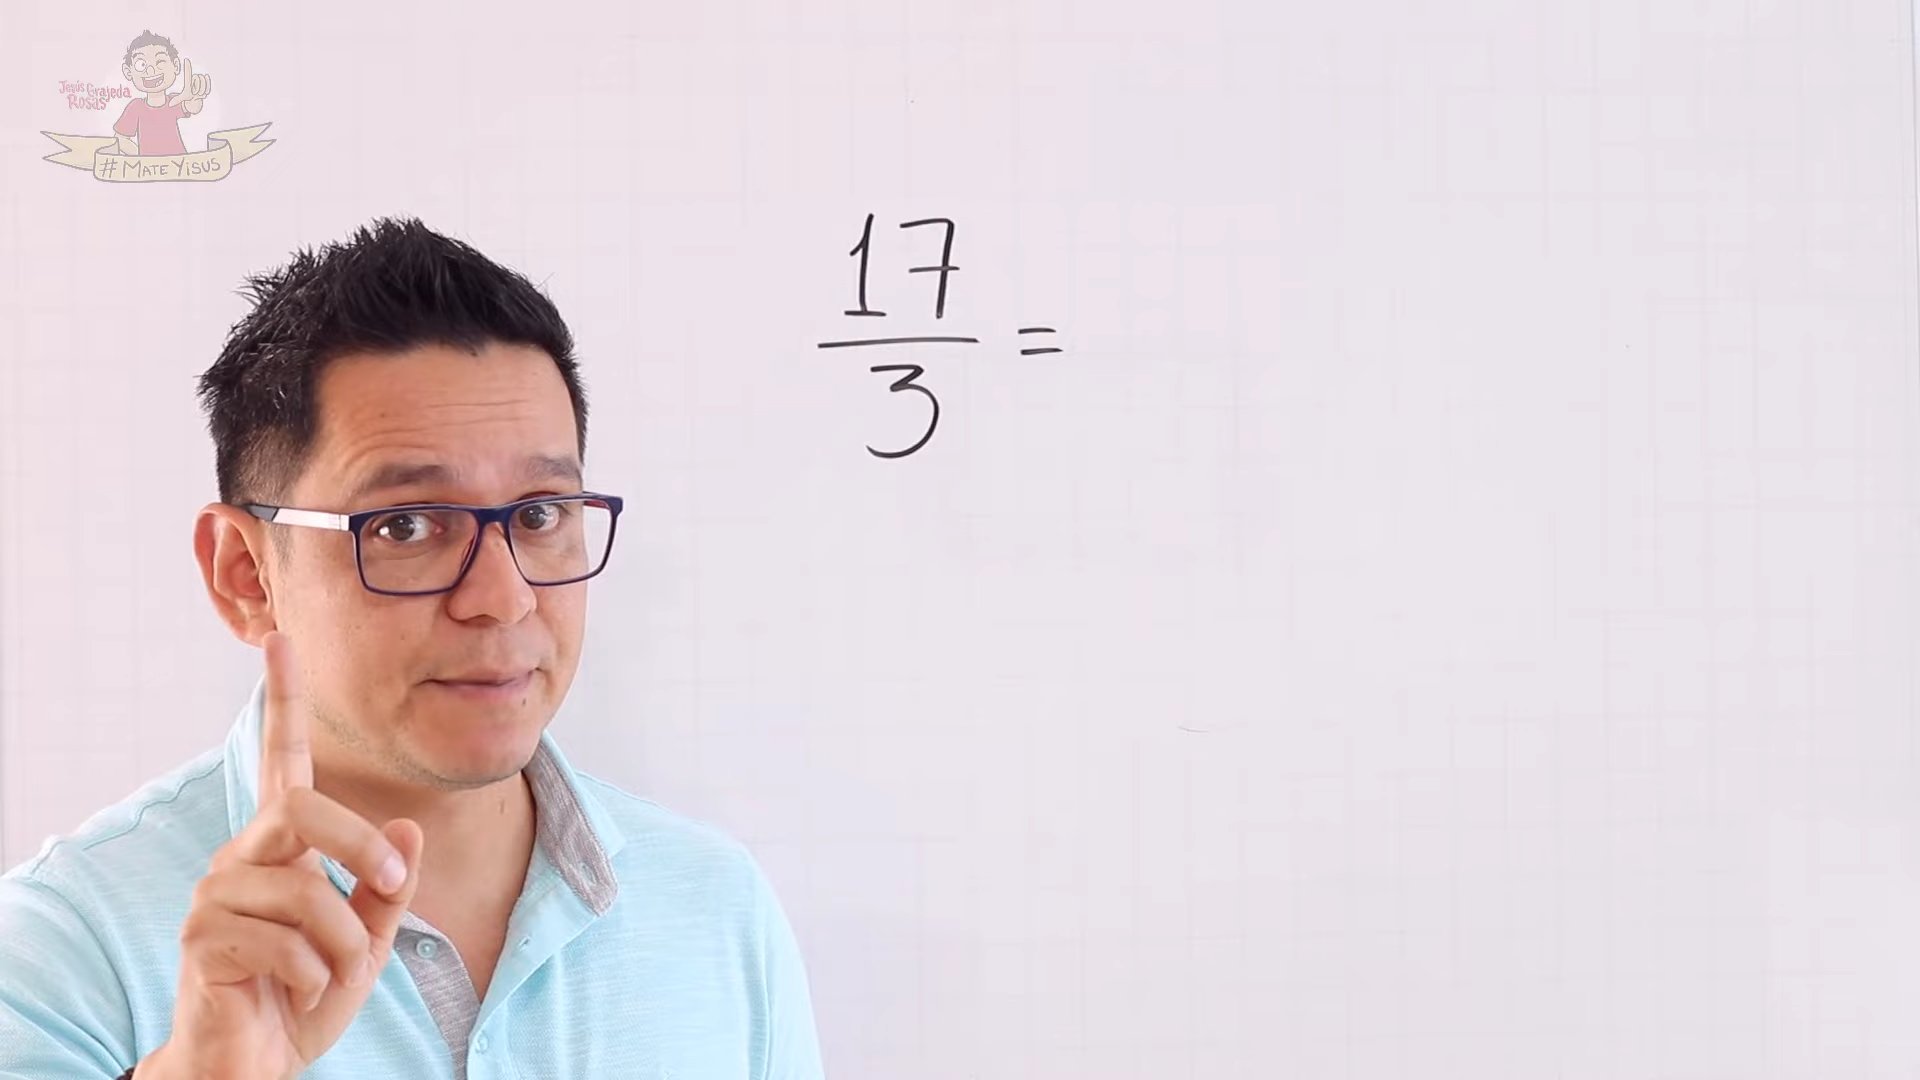 Jesús Grajeda
Rosas
#MATEYISUS
17
3
=